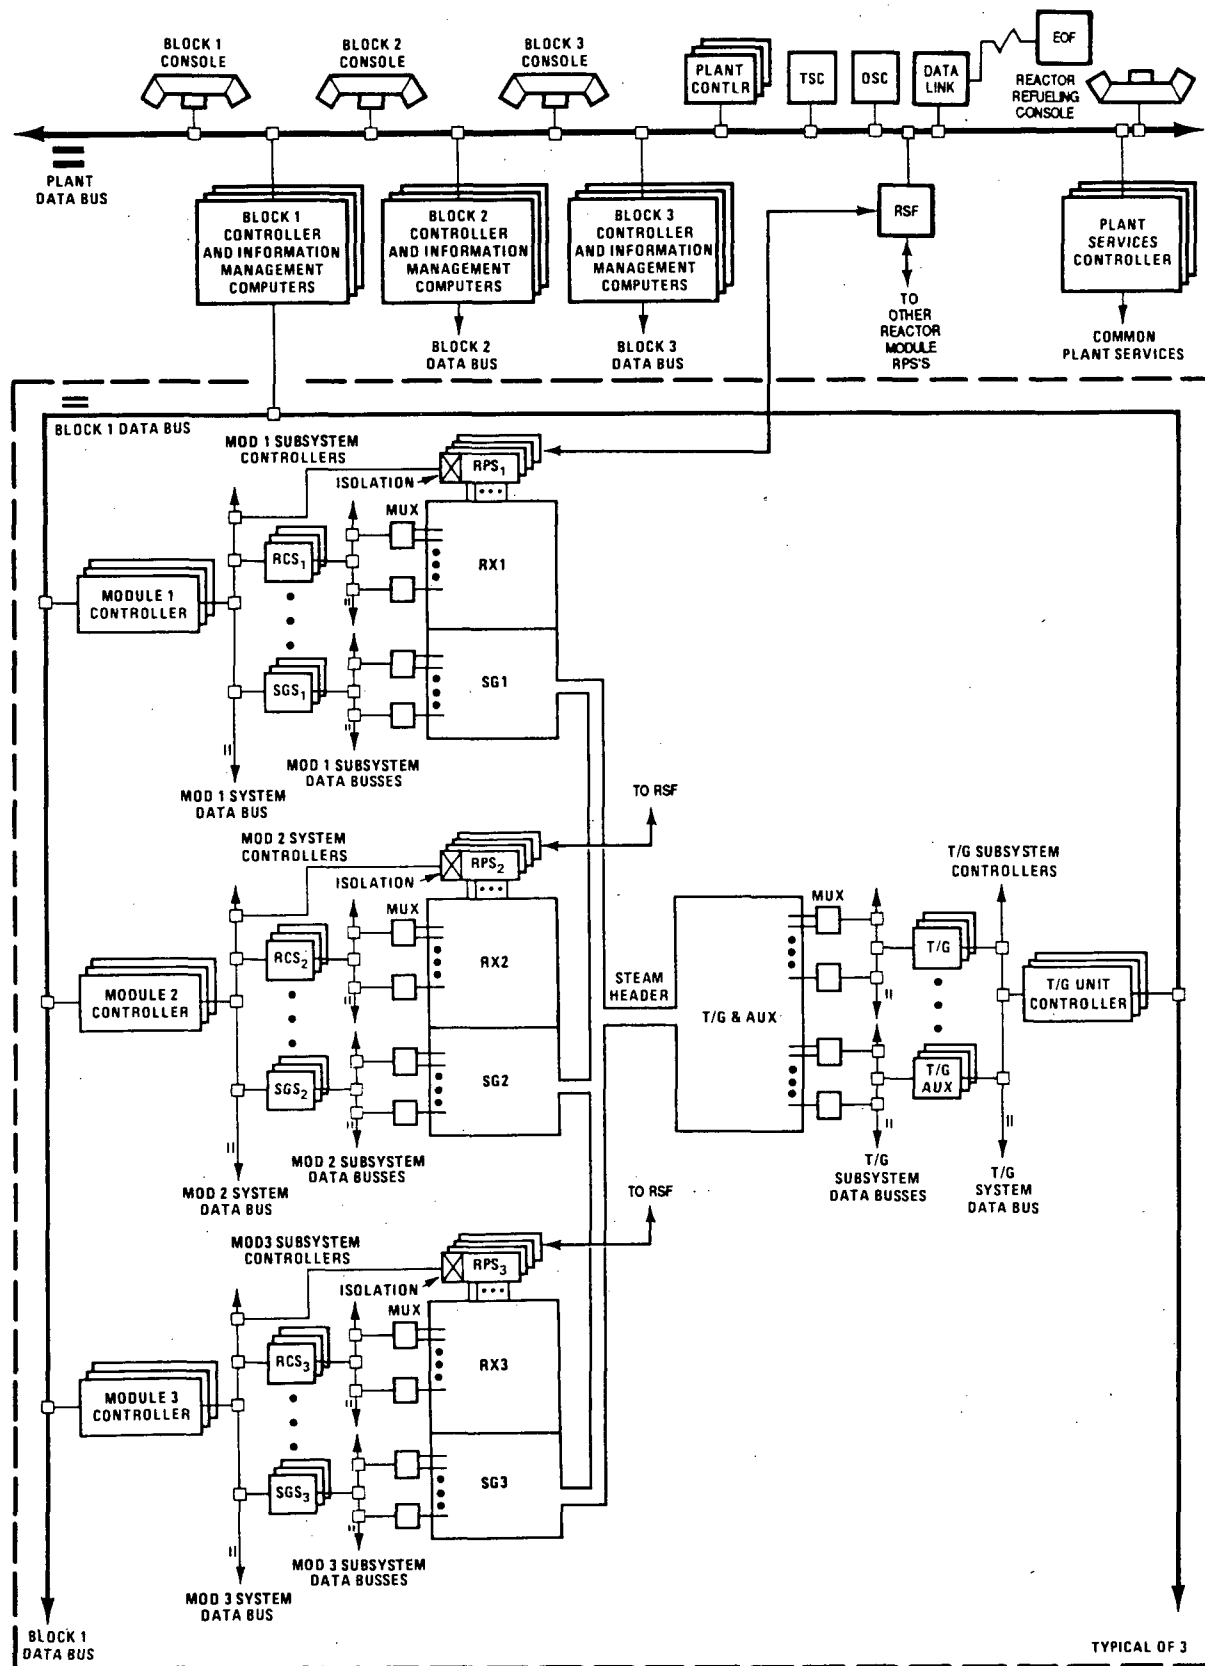 BLOCK 1
CONSOLE
BLOCK 2
CONSOLE
BLOCK 3
CONSOLE
PLANT
CONTLR
TSC
OSC
DATA
LINK
EOF
REACTOR
REFUELING
CONSOLE
PLANT
DATA BUS
BLOCK 1
CONTROLLER
AND INFORMATION
MANAGEMENT
COMPUTERS
BLOCK 2
CONTROLLER
AND INFORMATION
MANAGEMENT
COMPUTERS
BLOCK 3
CONTROLLER
AND INFORMATION
MANAGEMENT
COMPUTERS
RSF
PLANT
SERVICES
CONTROLLER
BLOCK 2
DATA BUS
BLOCK 3
DATA BUS
TO
OTHER
REACTOR
MODULE
RPS'S
COMMON
PLANT SERVICES
BLOCK 1 DATA BUS
MOD 1 SUBSYSTEM
CONTROLLERS
ISOLATION
RPS1
MUX
RCS1
RX1
MODULE 1
CONTROLLER
SGS1
SG1
MOD 1 SUBSYSTEM
DATA BUSSES
MOD 1 SYSTEM
DATA BUS
TO RSF
MOD 2 SYSTEM
CONTROLLERS
ISOLATION
RPS2
MUX
RCS2
RX2
MODULE 2
CONTROLLER
SGS2
SG2
MOD 2 SUBSYSTEM
DATA BUSSES
MOD 2 SYSTEM
DATA BUS
STEAM
HEADER
T/G & AUX
MUX
T/G SUBSYSTEM
CONTROLLERS
T/G
T/G UNIT
CONTROLLER
T/G
AUX
T/G
SUBSYSTEM
DATA BUSSES
T/G
SYSTEM
DATA BUS
TO RSF
MOD3 SUBSYSTEM
CONTROLLERS
ISOLATION
RPS3
MUX
RCS3
RX3
MODULE 3
CONTROLLER
SGS3
SG3
MOD 3 SUBSYSTEM
DATA BUSSES
MOD 3 SYSTEM
DATA BUS
BLOCK 1
DATA BUS
TYPICAL OF 3